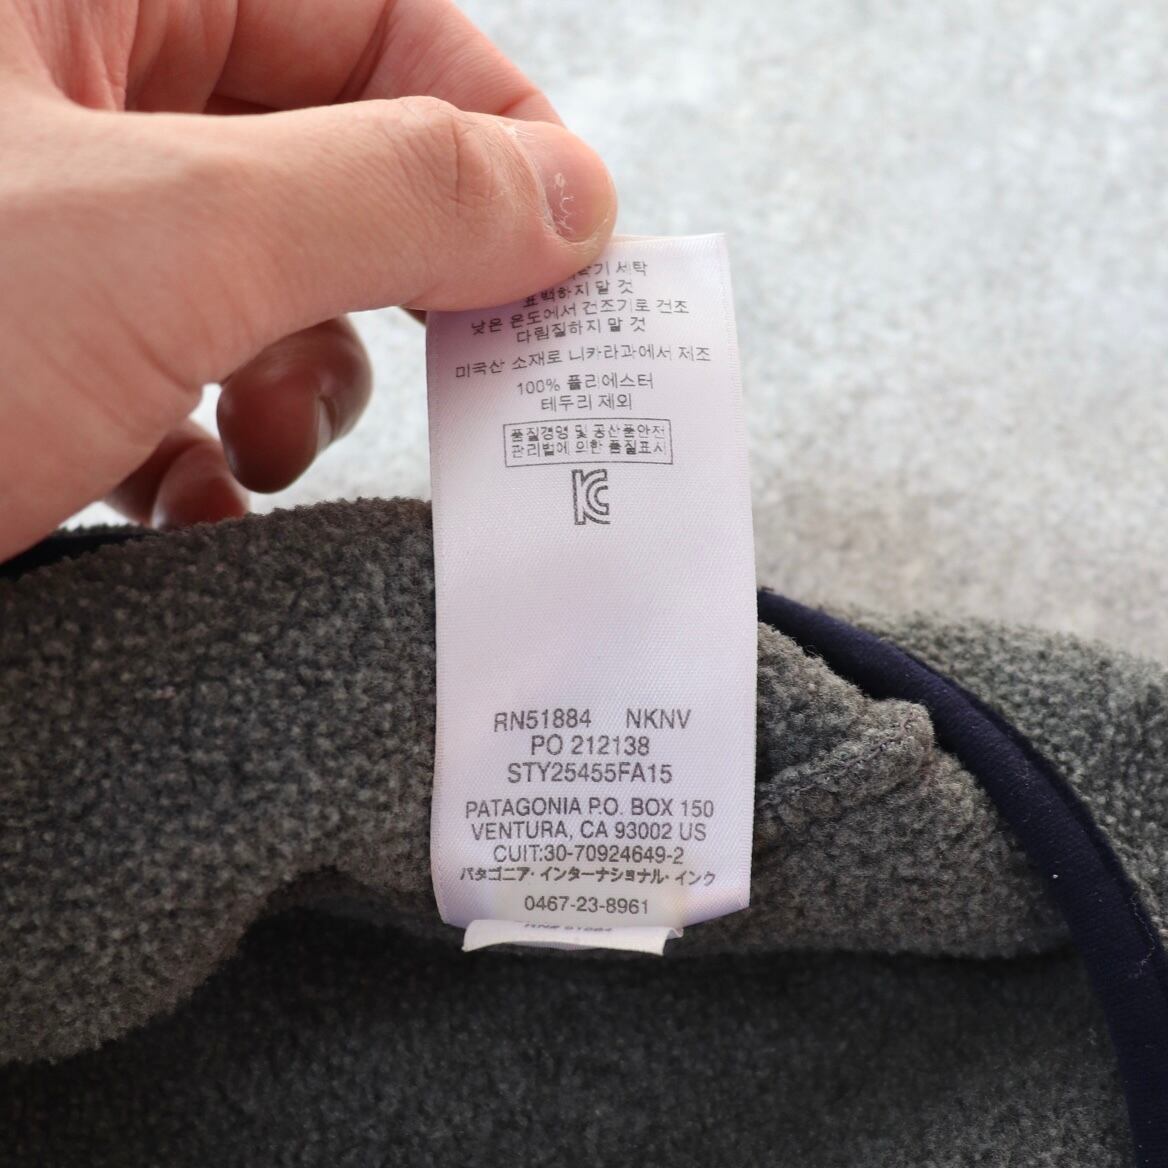 세탁
표백하지 말 것
낮은 온도에서 건조기로 건조
다림질하지 말 것
미국산 소재로 니카라과에서 제조
100% 폴리에스터
테두리 제외
품질경영 및 공산품안전
관리법에 의한 품질표시
KC
RN51884 NKNV
PO 212138
STY25455FA15
PATAGONIA P.O. BOX 150
VENTURA, CA 93002 US
CUIT:30-70924649-2
パタゴニア・インターナショナル・インク
0467-23-8961